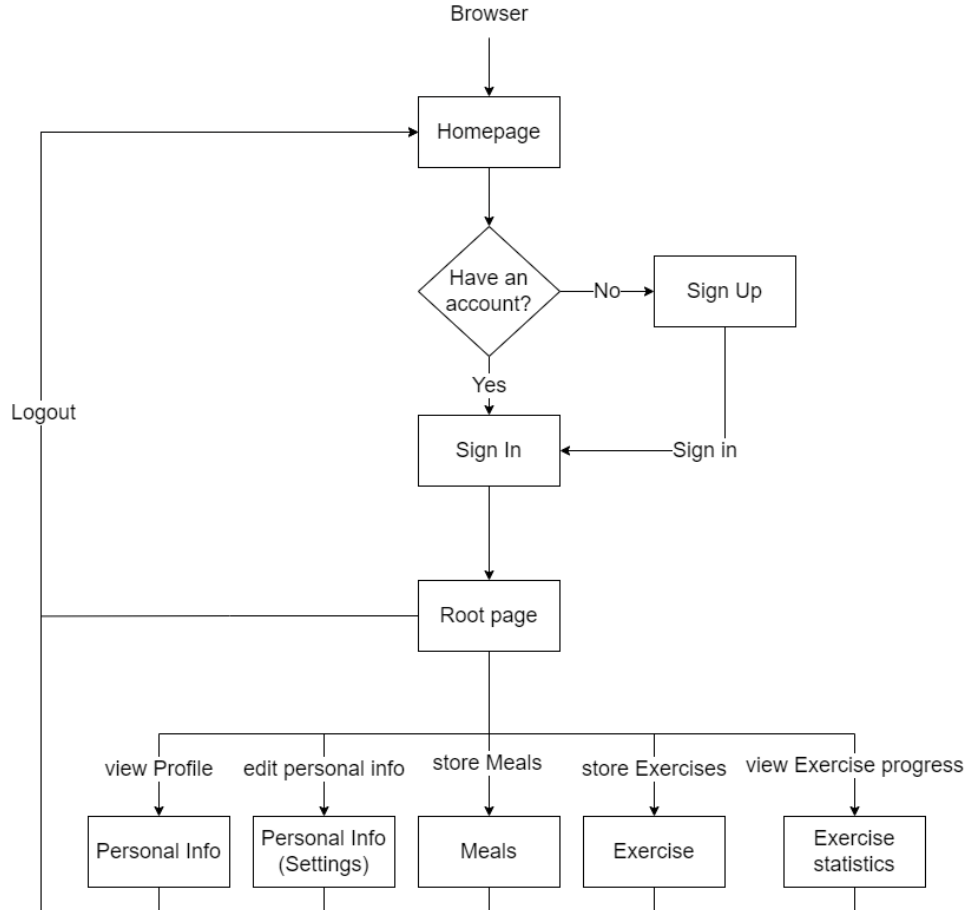 Browser
Homepage
Have an
account?
No
Sign Up
Yes
Logout
Sign In
Sign in
Root page
view Profile
edit personal info
store Meals
store Exercises
view Exercise progress
Personal Info
Personal Info
(Settings)
Meals
Exercise
Exercise
statistics